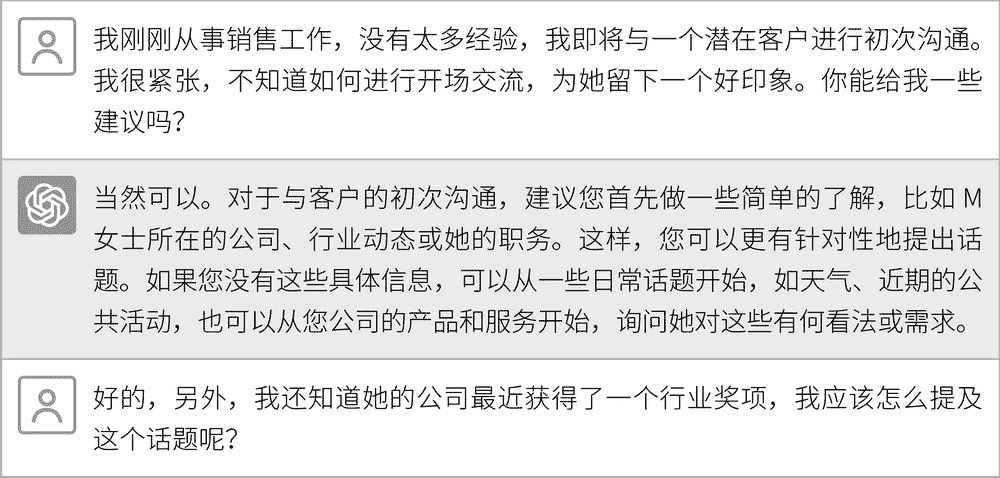 我刚刚从事销售工作，没有太多经验，我即将与一个潜在客户进行初次沟通。
我很紧张，不知道如何进行开场交流，为她留下一个好印象。你能给我一些
建议吗？
当然可以。对于与客户的初次沟通，建议您首先做一些简单的了解，比如 M
女士所在的公司、行业动态或她的职务。这样，您可以更有针对性地提出话
题。如果您没有这些具体信息，可以从一些日常话题开始，如天气、近期的公
共活动，也可以从您公司的产品和服务开始，询问她对这些有何看法或需求。
好的，另外，我还知道她的公司最近获得了一个行业奖项，我应该怎么提及
这个话题呢？